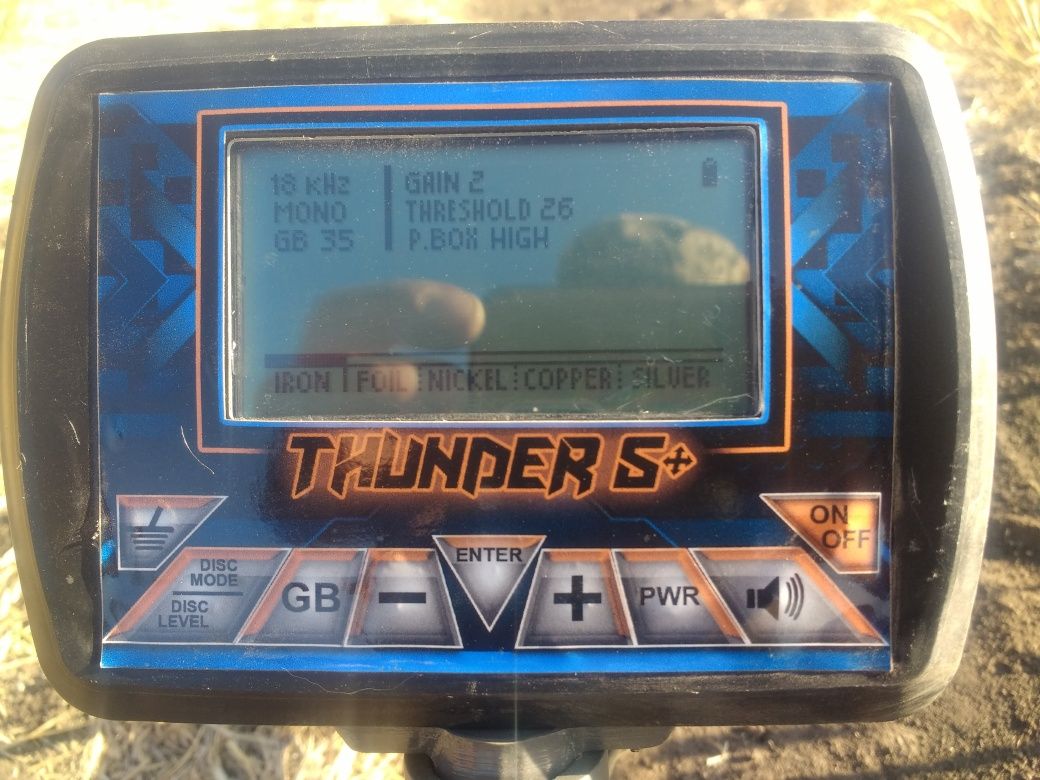 18 KHz
MONO
GB 35
GAIN 2
THRESHOLD 26
P.BOX HIGH
IRON FOIL NICKEL COPPER SILVER
THUNDER S+
DISC
MODE
DISC
LEVEL
GB
−
ENTER
+
PWR
ON
OFF